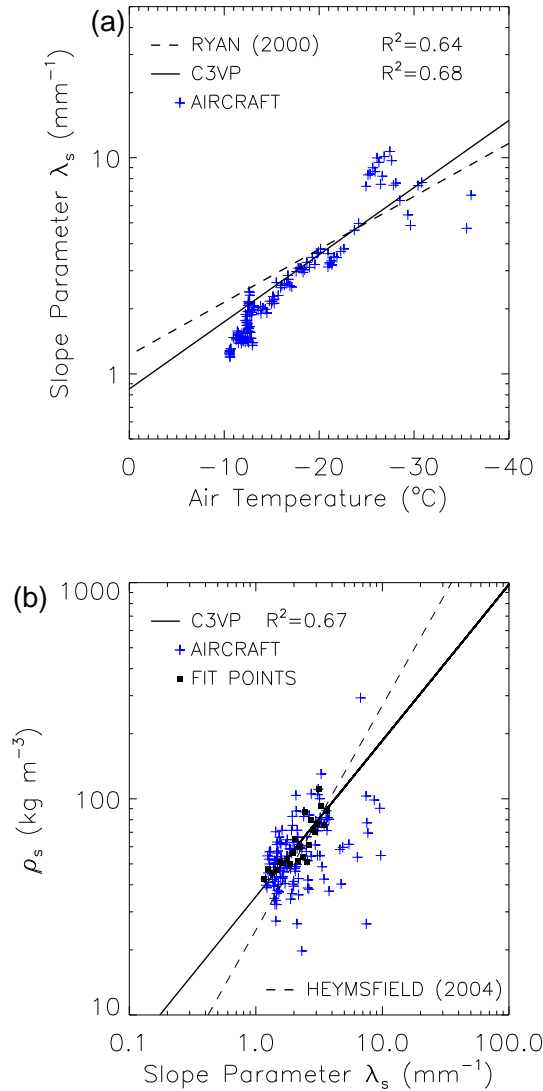 (a)
RYAN (2000) R²=0.64
C3VP R²=0.68
AIRCRAFT
Slope Parameter λₛ (mm⁻¹)
10
1
0 −10 −20 −30 −40
Air Temperature (°C)
(b)
1000
C3VP R²=0.67
AIRCRAFT
FIT POINTS
ρₛ (kg m⁻³)
100
HEYMSFIELD (2004)
10
0.1 1.0 10.0 100.0
Slope Parameter λₛ (mm⁻¹)